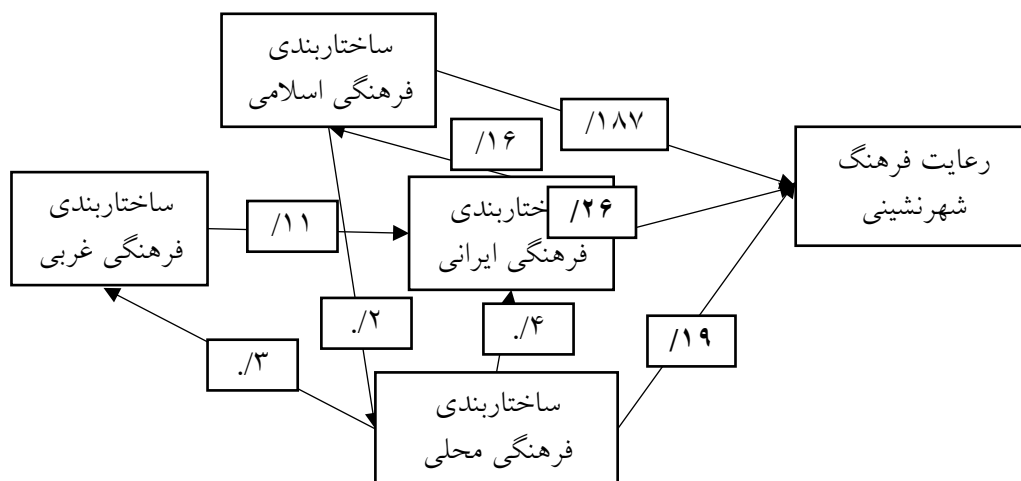 ساختاربندی
فرهنگی اسلامی
/۱۸۷
/۱۶
رعایت فرهنگ
شهرنشینی
ساختاربندی
فرهنگی غربی
/۱۱
ختاربندی
فرهنگی ایرانی
/۲۶
./۲
./۴
/۱۹
./۳
ساختاربندی
فرهنگی محلی